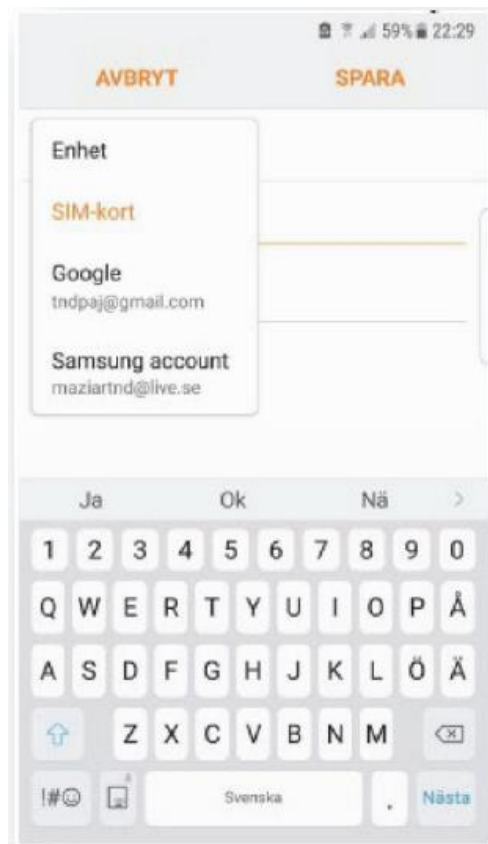 59% 22:29
AVBRYT SPARA
Enhet
SIM-kort
Google
tndpaj@gmail.com
Samsung account
maziartnd@live.se
Ja Ok Nä >
1 2 3 4 5 6 7 8 9 0
Q W E R T Y U I O P Å
A S D F G H J K L Ö Ä
Z X C V B N M
!#☺ Svenska . Nästa